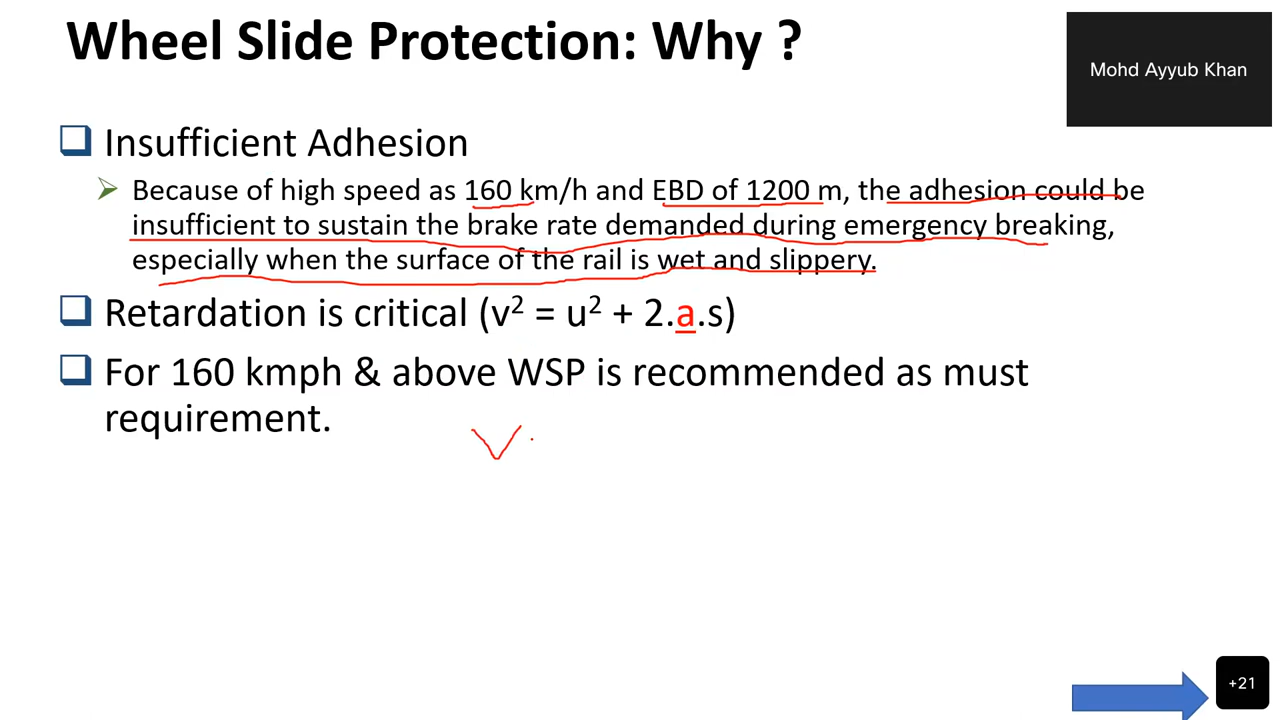 Wheel Slide Protection: Why ?
Mohd Ayyub Khan
Insufficient Adhesion
Because of high speed as 160 km/h and EBD of 1200 m, the adhesion could be
insufficient to sustain the brake rate demanded during emergency breaking,
especially when the surface of the rail is wet and slippery.
Retardation is critical (v² = u² + 2.a.s)
For 160 kmph & above WSP is recommended as must
requirement.
V
+21